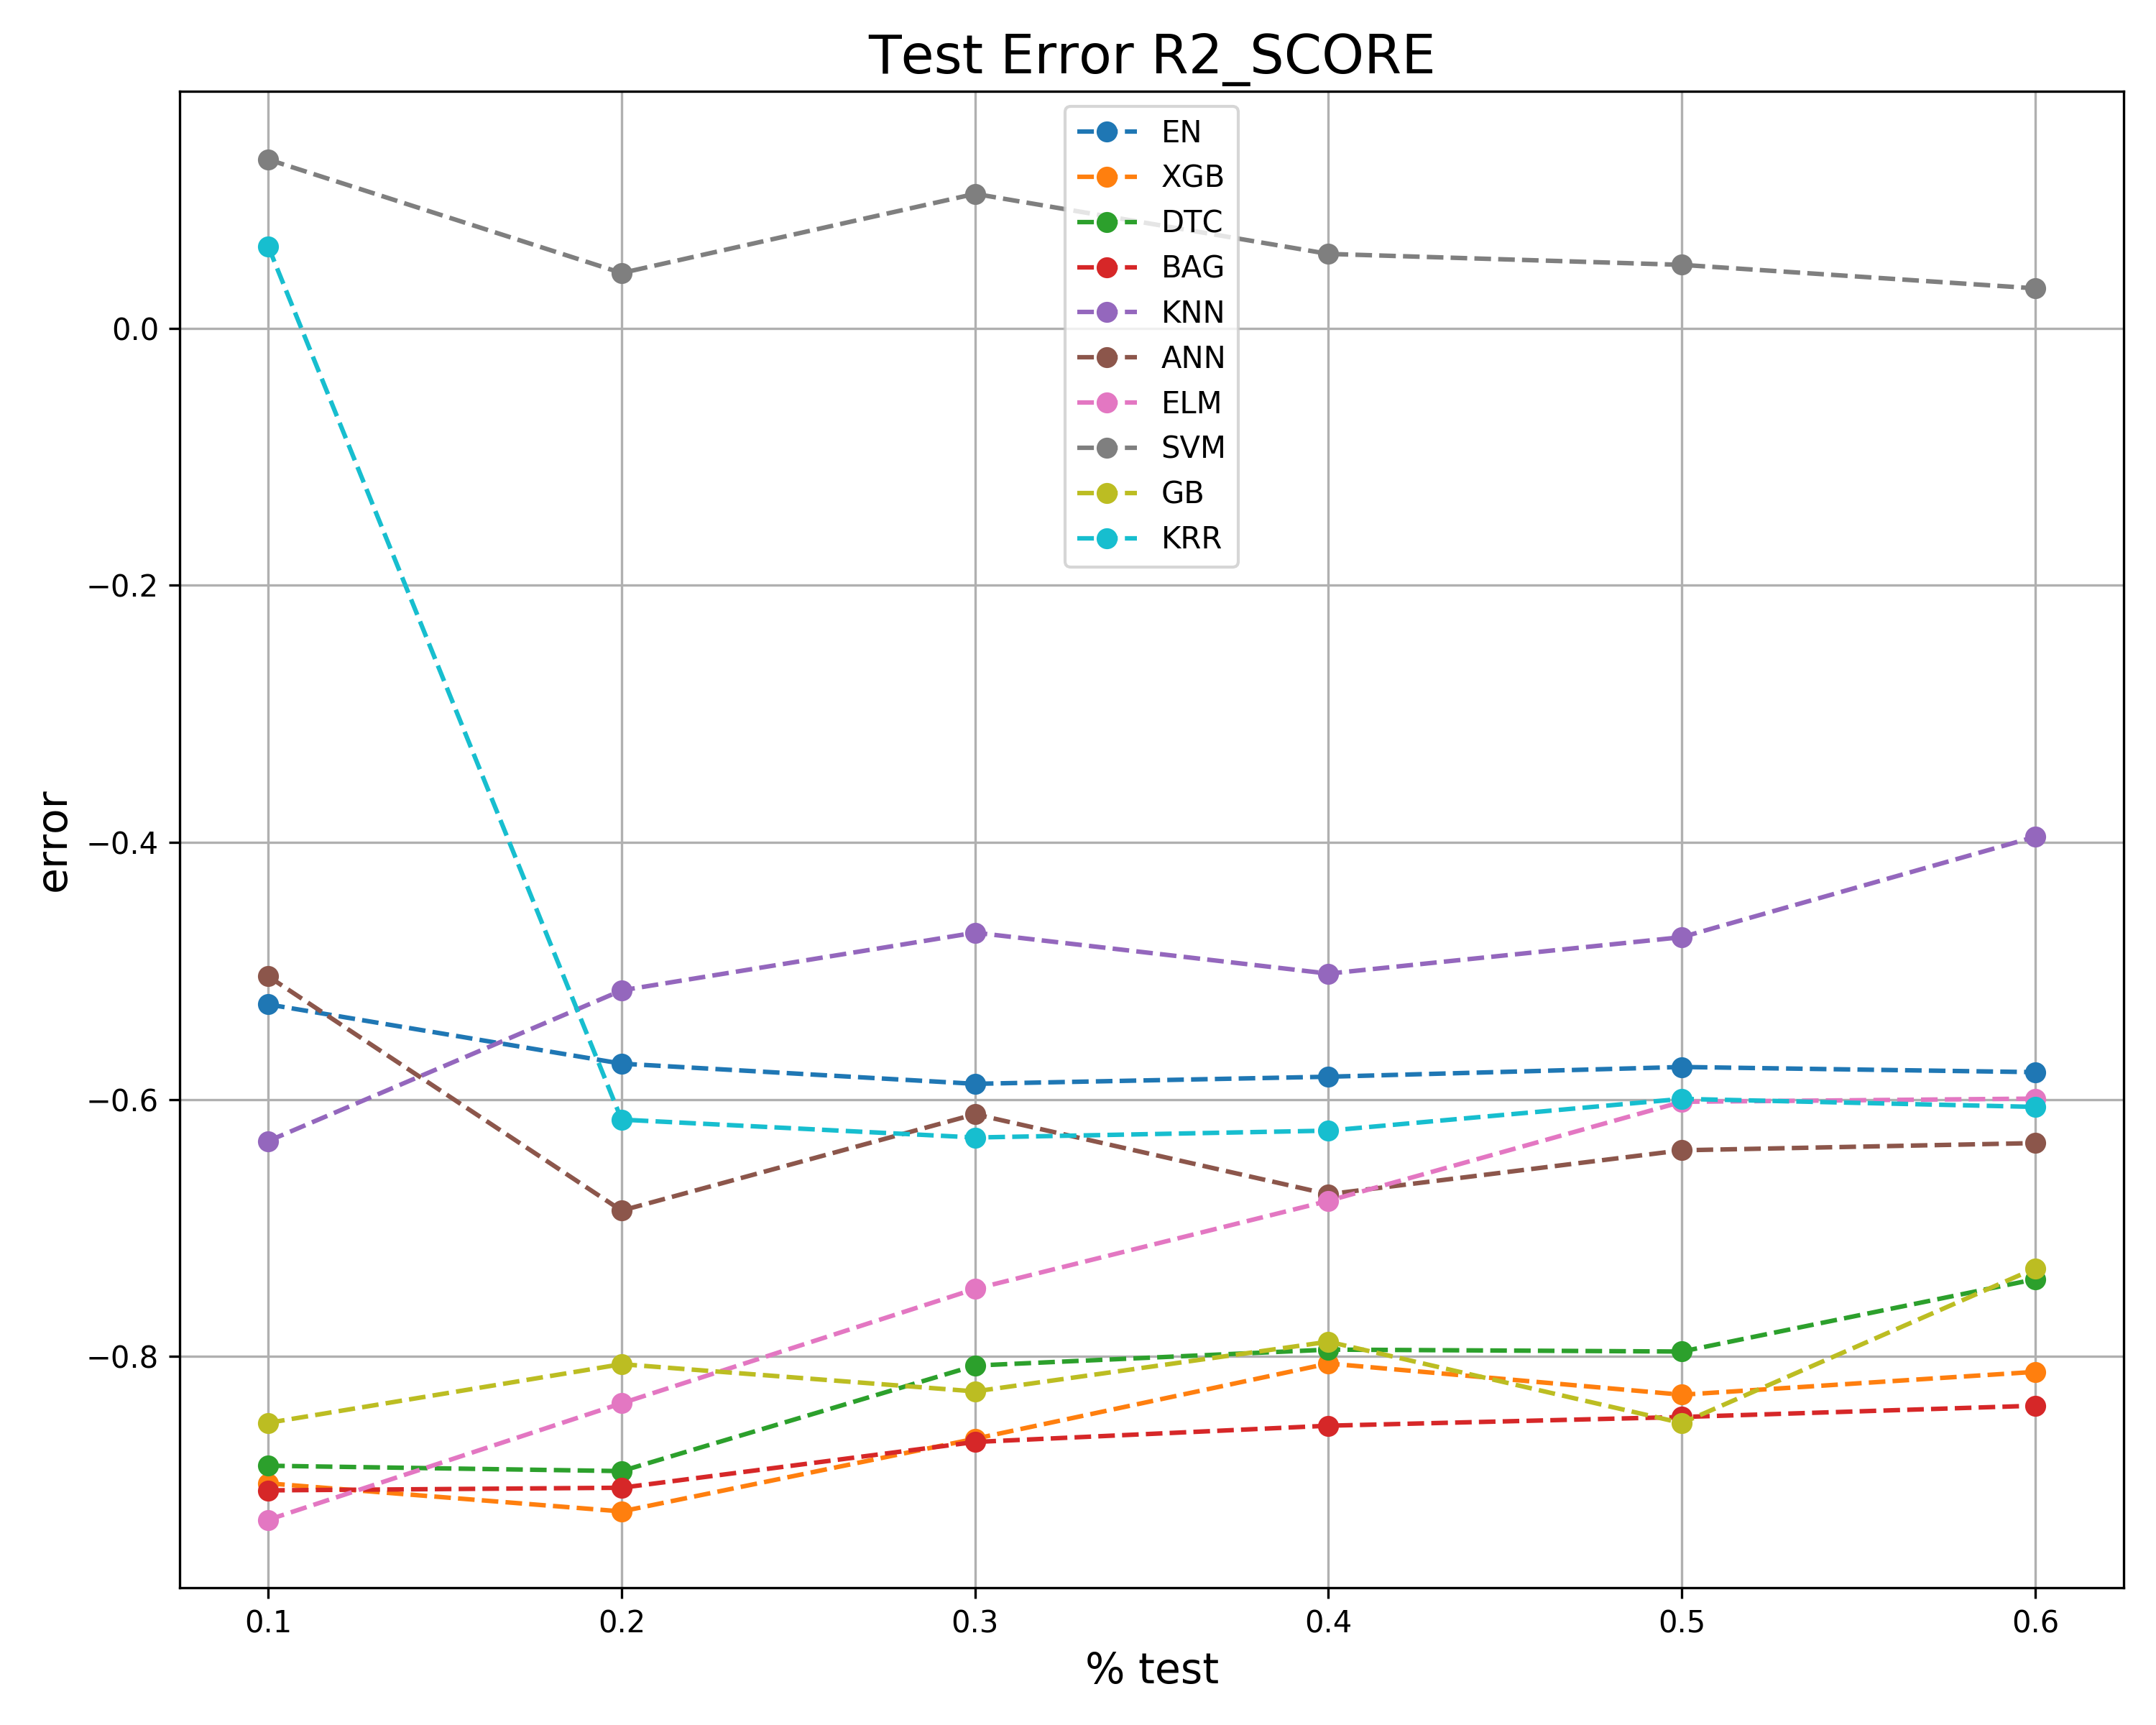 Test Error R2_SCORE
EN
XGB
DTC
BAG
KNN
ANN
ELM
SVM
GB
KRR
0.0
−0.2
−0.4
−0.6
−0.8
error
0.1 0.2 0.3 0.4 0.5 0.6
% test